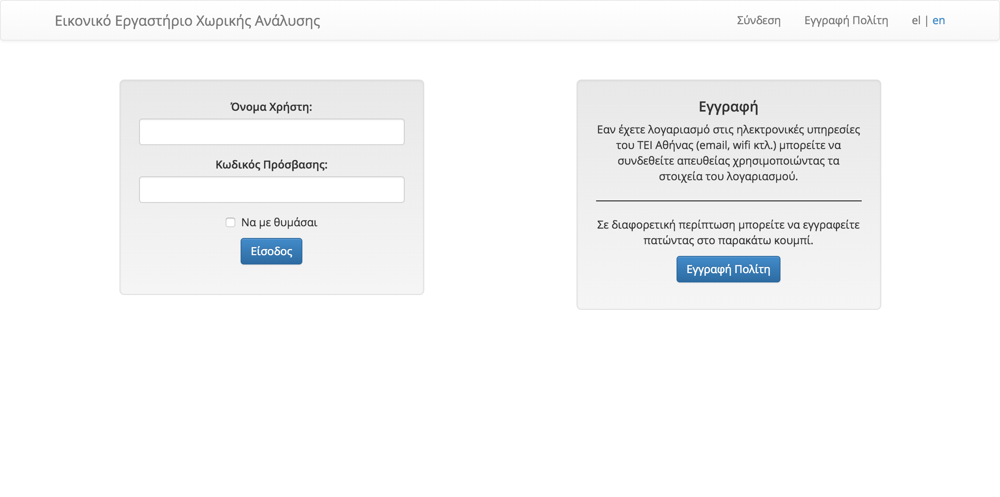 Εικονικό Εργαστήριο Χωρικής Ανάλυσης
Σύνδεση
Εγγραφή Πολίτη
el | en
Όνομα Χρήστη:
Κωδικός Πρόσβασης:
Να με θυμάσαι
Είσοδος
Εγγραφή
Εαν έχετε λογαριασμό στις ηλεκτρονικές υπηρεσίες
του ΤΕΙ Αθήνας (email, wifi κτλ.) μπορείτε να
συνδεθείτε απευθείας χρησιμοποιώντας τα
στοιχεία του λογαριασμού.
Σε διαφορετική περίπτωση μπορείτε να εγγραφείτε
πατώντας στο παρακάτω κουμπί.
Εγγραφή Πολίτη